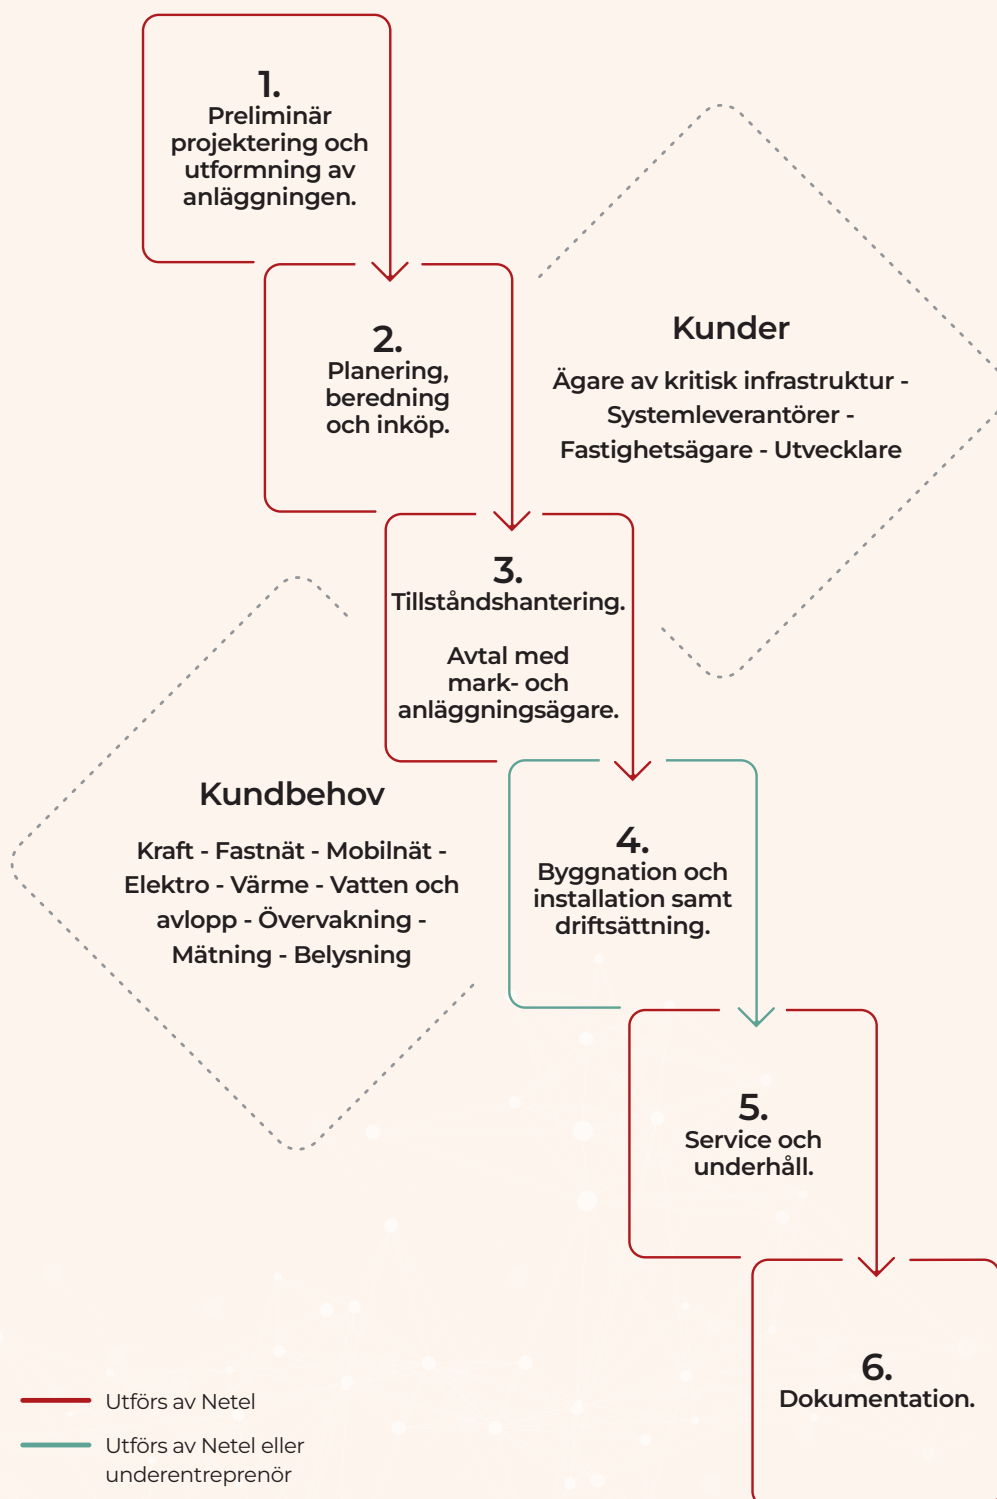 1.
Preliminär
projektering och
utformning av
anläggningen.
2.
Planering,
beredning
och inköp.
Kunder
Ägare av kritisk infrastruktur -
Systemleverantörer -
Fastighetsägare - Utvecklare
3.
Tillståndshantering.
Avtal med
mark- och
anläggningsägare.
Kundbehov
Kraft - Fastnät - Mobilnät -
Elektro - Värme - Vatten och
avlopp - Övervakning -
Mätning - Belysning
4.
Byggnation och
installation samt
driftsättning.
5.
Service och
underhåll.
6.
Dokumentation.
Utförs av Netel
Utförs av Netel eller
underentreprenör